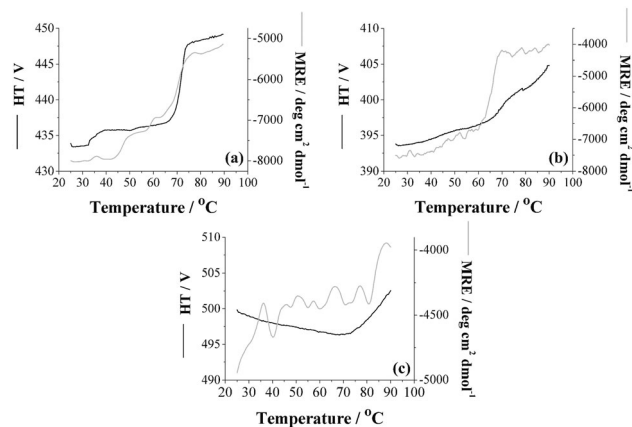 450
445
440
435
430
HT / V
-5000
-6000
-7000
-8000
MRE / deg cm² dmol⁻¹
(a)
20 30 40 50 60 70 80 90 100
Temperature / °C
410
405
400
395
390
HT / V
-4000
-5000
-6000
-7000
-8000
MRE / deg cm² dmol⁻¹
(b)
20 30 40 50 60 70 80 90 100
Temperature / °C
510
505
500
495
490
HT / V
-4000
-4500
-5000
MRE / deg cm² dmol⁻¹
(c)
20 30 40 50 60 70 80 90 100
Temperature / °C